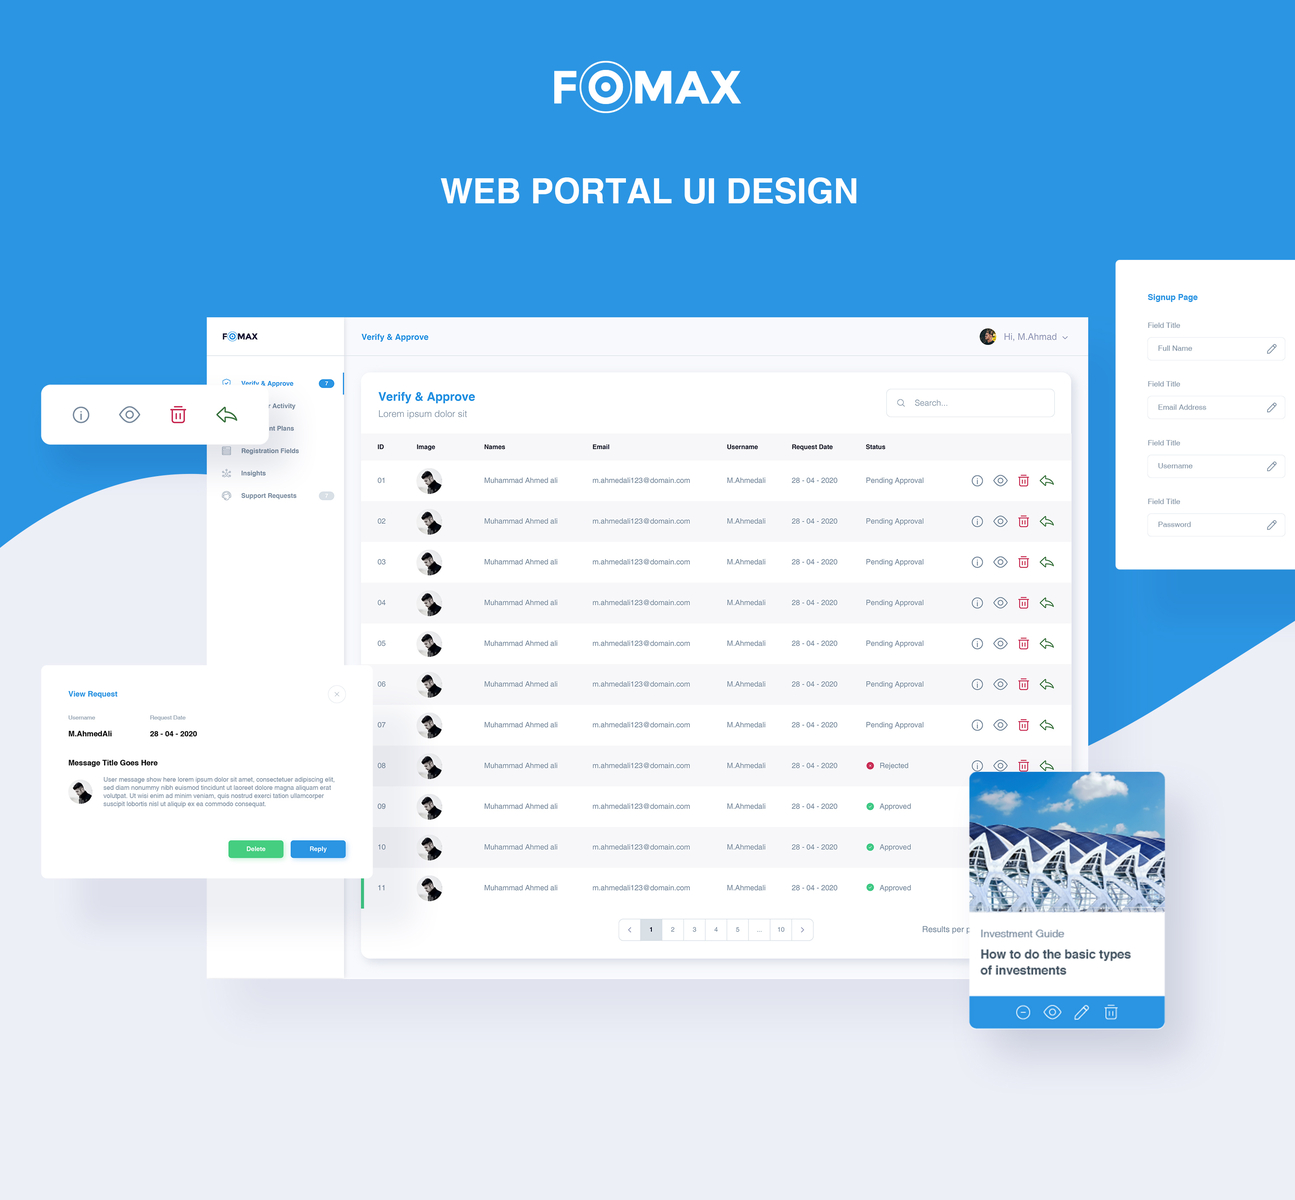 FOMAX
WEB PORTAL UI DESIGN
Signup Page
Field Title
Full Name
Field Title
Email Address
Field Title
Username
Field Title
Password
FOMAX
Verify & Approve
Hi, M.Ahmad
Verify & Approve 7
Activity
Plans
Registration Fields
Insights
Support Requests 7
Verify & Approve
Lorem ipsum dolor sit
Search...
ID Image Names Email Username Request Date Status
01 Muhammad Ahmed ali m.ahmedali123@domain.com M.Ahmedali 28 - 04 - 2020 Pending Approval
02 Muhammad Ahmed ali m.ahmedali123@domain.com M.Ahmedali 28 - 04 - 2020 Pending Approval
03 Muhammad Ahmed ali m.ahmedali123@domain.com M.Ahmedali 28 - 04 - 2020 Pending Approval
04 Muhammad Ahmed ali m.ahmedali123@domain.com M.Ahmedali 28 - 04 - 2020 Pending Approval
05 Muhammad Ahmed ali m.ahmedali123@domain.com M.Ahmedali 28 - 04 - 2020 Pending Approval
06 Muhammad Ahmed ali m.ahmedali123@domain.com M.Ahmedali 28 - 04 - 2020 Pending Approval
07 Muhammad Ahmed ali m.ahmedali123@domain.com M.Ahmedali 28 - 04 - 2020 Pending Approval
08 Muhammad Ahmed ali m.ahmedali123@domain.com M.Ahmedali 28 - 04 - 2020 Rejected
09 Muhammad Ahmed ali m.ahmedali123@domain.com M.Ahmedali 28 - 04 - 2020 Approved
10 Muhammad Ahmed ali m.ahmedali123@domain.com M.Ahmedali 28 - 04 - 2020 Approved
11 Muhammad Ahmed ali m.ahmedali123@domain.com M.Ahmedali 28 - 04 - 2020 Approved
< 1 2 3 4 5 ... 10 >
Results per
View Request
Username Request Date
M.AhmedAli 28 - 04 - 2020
Message Title Goes Here
User message show here lorem ipsum dolor sit amet, consectetuer adipiscing elit,
sed diam nonummy nibh euismod tincidunt ut laoreet dolore magna aliquam erat
volutpat. Ut wisi enim ad minim veniam, quis nostrud exerci tation ullamcorper
suscipit lobortis nisl ut aliquip ex ea commodo consequat.
Delete Reply
Investment Guide
How to do the basic types
of investments